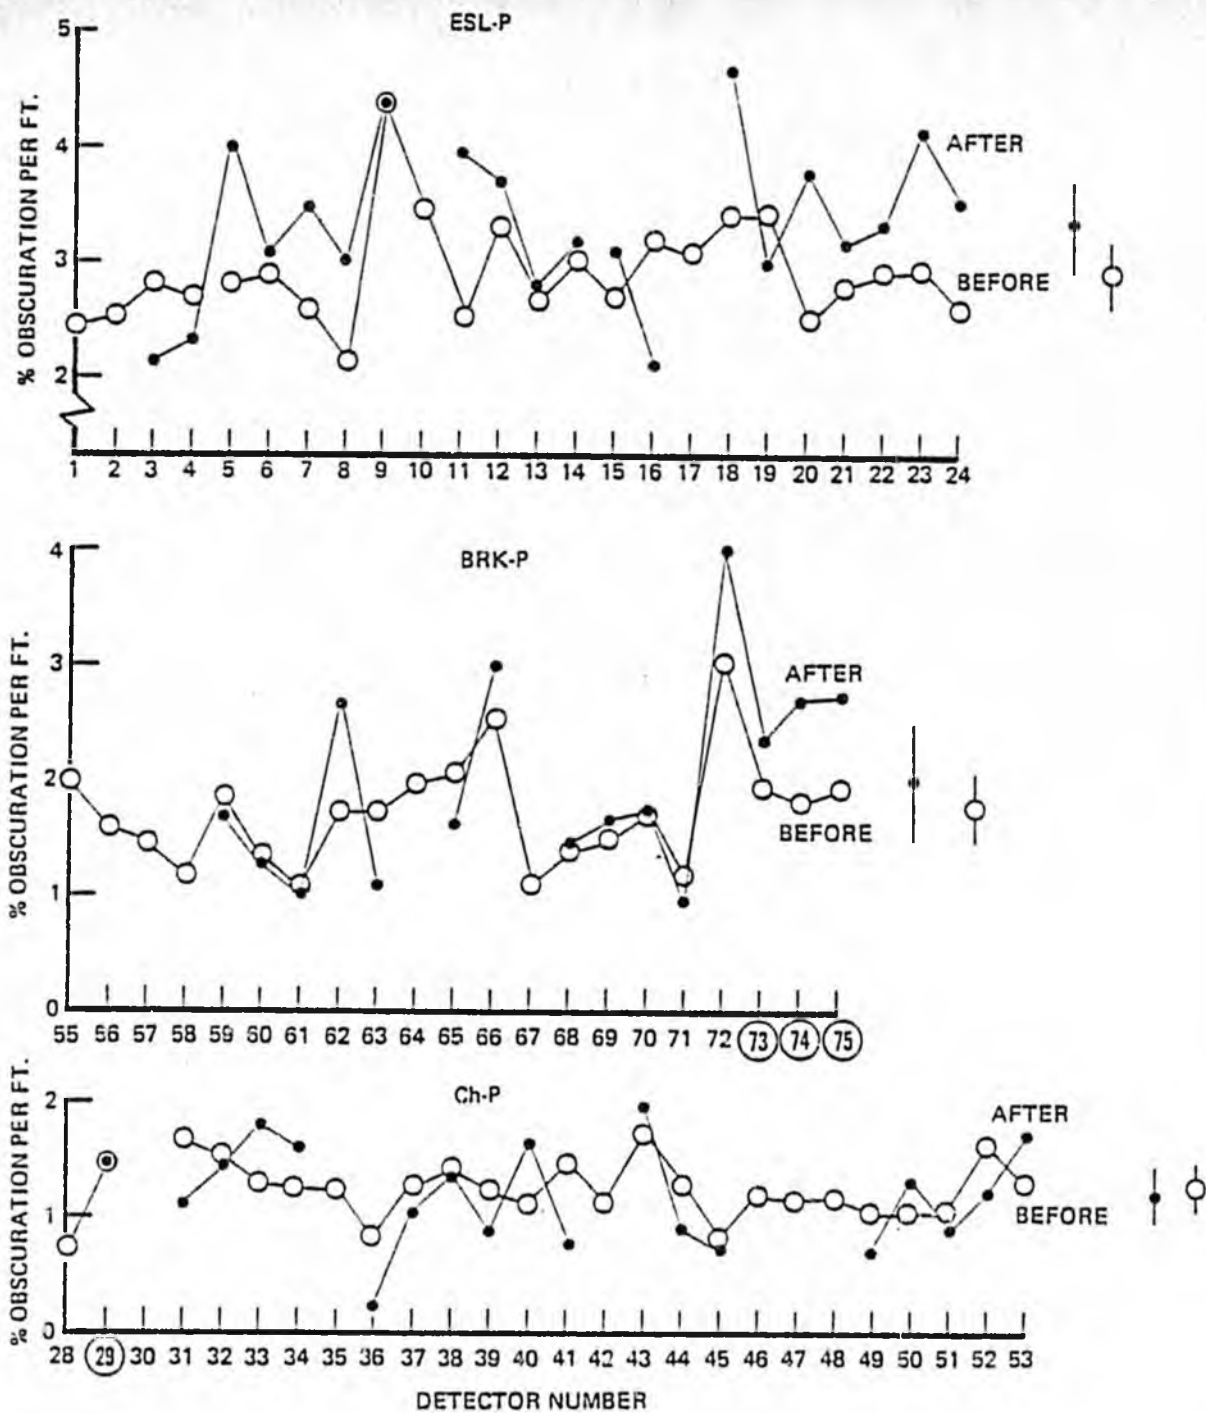 ESL-P
% OBSCURATION PER FT.
5
4
3
2
AFTER
BEFORE
1 2 3 4 5 6 7 8 9 10 11 12 13 14 15 16 17 18 19 20 21 22 23 24
BRK-P
% OBSCURATION PER FT.
4
3
2
1
0
AFTER
BEFORE
55 56 57 58 59 60 61 62 63 64 65 66 67 68 69 70 71 72 73 74 75
Ch-P
% OBSCURATION PER FT.
2
1
0
AFTER
BEFORE
28 29 30 31 32 33 34 35 36 37 38 39 40 41 42 43 44 45 46 47 48 49 50 51 52 53
DETECTOR NUMBER